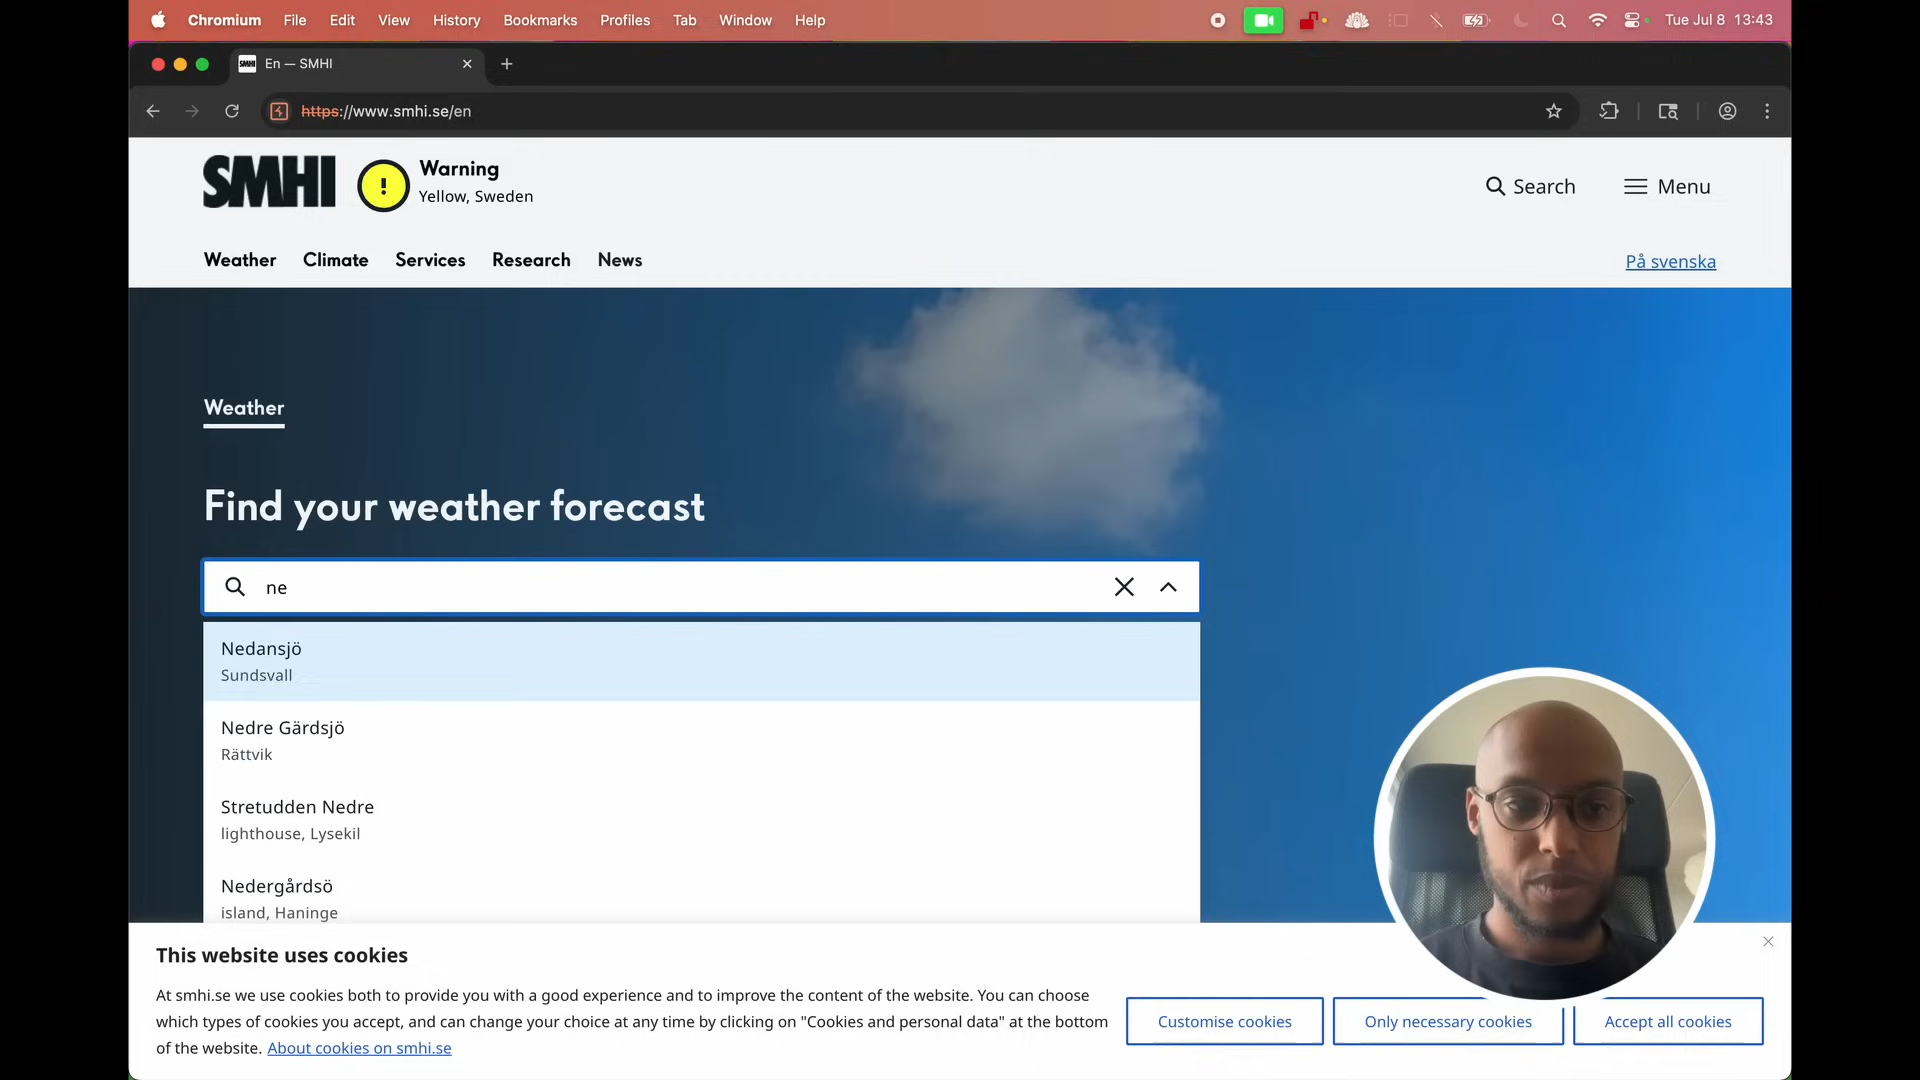 Chromium File Edit View History Bookmarks Profiles Tab Window Help Tue Jul 8 13:43
SMHI En — SMHI
https://www.smhi.se/en
SMHI
Warning
Yellow, Sweden
Search Menu
Weather Climate Services Research News På svenska
Weather
Find your weather forecast
ne
Nedansjö
Sundsvall
Nedre Gärdsjö
Rättvik
Stretudden Nedre
lighthouse, Lysekil
Nedergårdsö
island, Haninge
This website uses cookies
At smhi.se we use cookies both to provide you with a good experience and to improve the content of the website. You can choose
which types of cookies you accept, and can change your choice at any time by clicking on "Cookies and personal data" at the bottom
of the website. About cookies on smhi.se
Customise cookies Only necessary cookies Accept all cookies